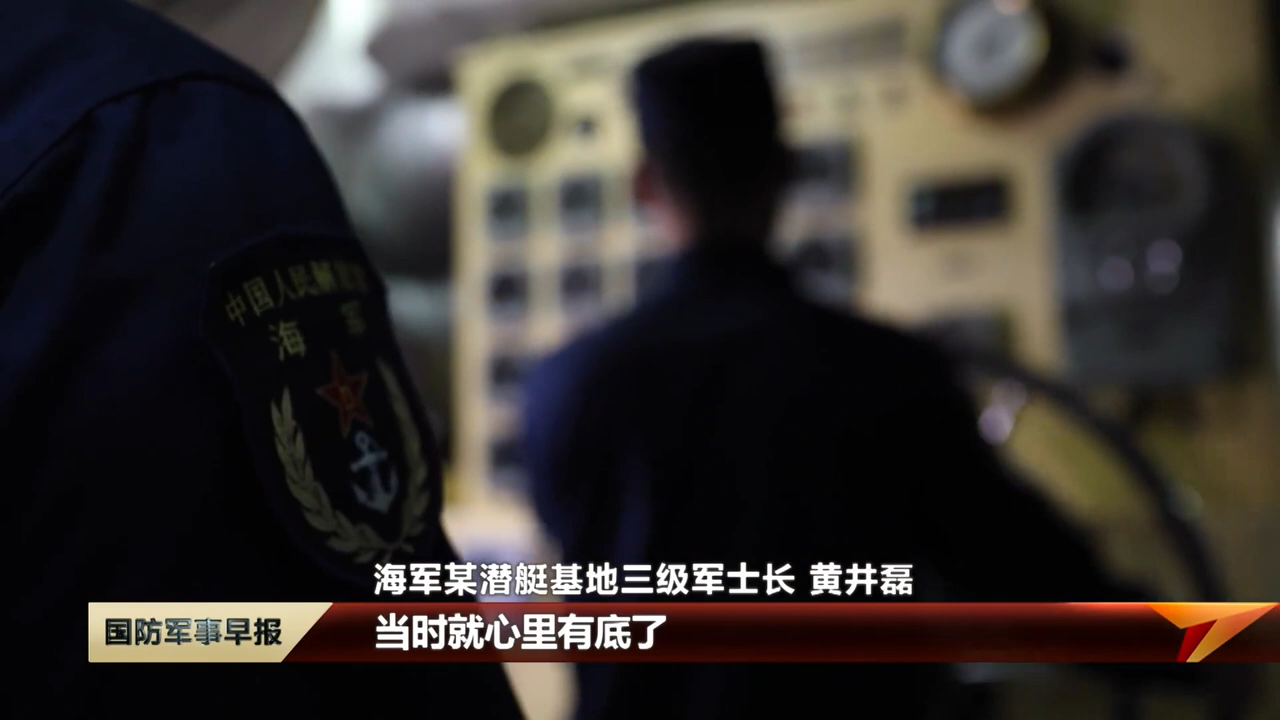 中国人民解放军
海军
海军某潜艇基地三级军士长 黄井磊
国防军事早报
当时就心里有底了